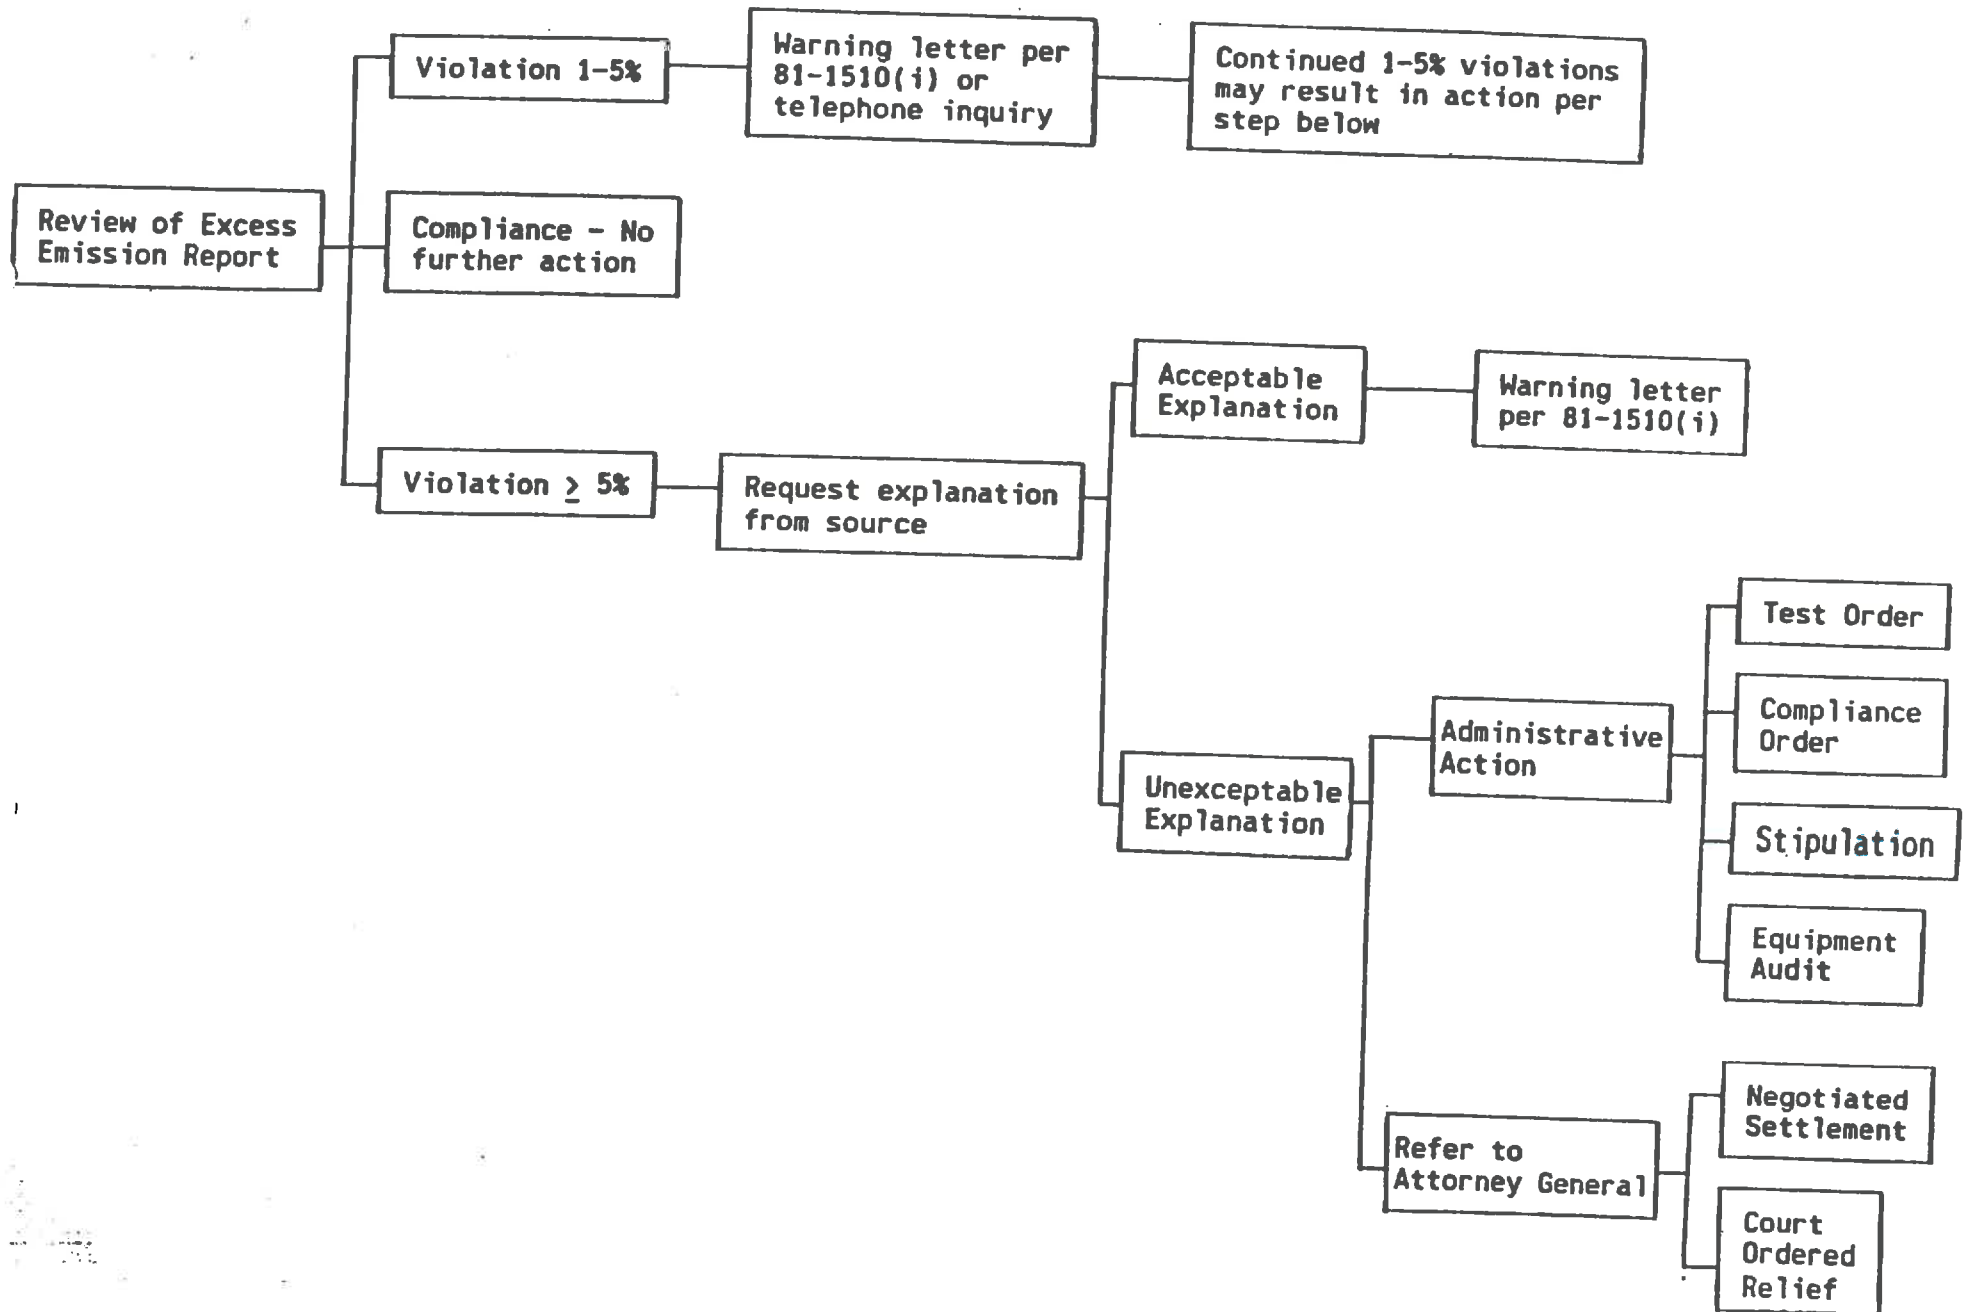 Violation 1-5%
Warning letter per
81-1510(i) or
telephone inquiry
Continued 1-5% violations
may result in action per
step below
Review of Excess
Emission Report
Compliance - No
further action
Violation ≥ 5%
Request explanation
from source
Acceptable
Explanation
Warning letter
per 81-1510(i)
Unexceptable
Explanation
Administrative
Action
Test Order
Compliance
Order
Stipulation
Equipment
Audit
Refer to
Attorney General
Negotiated
Settlement
Court
Ordered
Relief